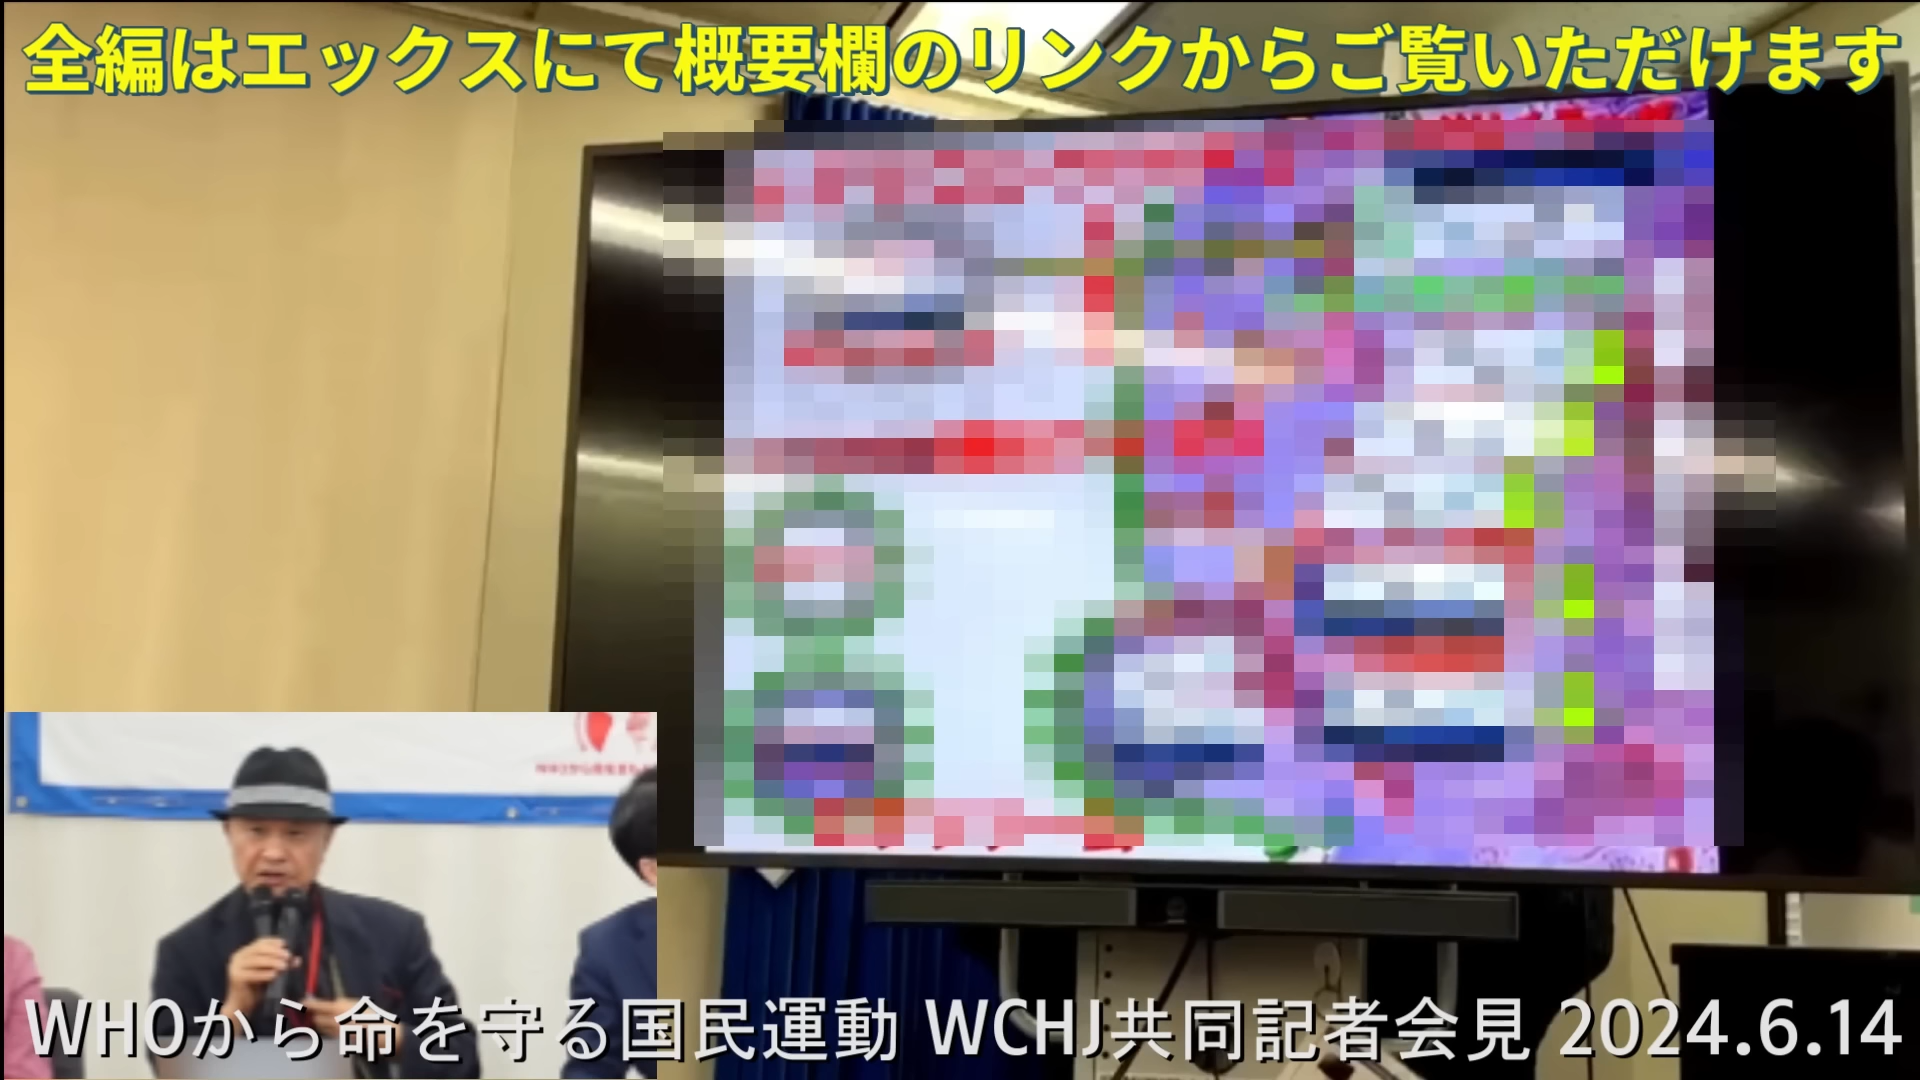 全編はエックスにて概要欄のリンクからご覧いただけます
WHOから命を守る国民運動 WCHJ共同記者会見 2024.6.14